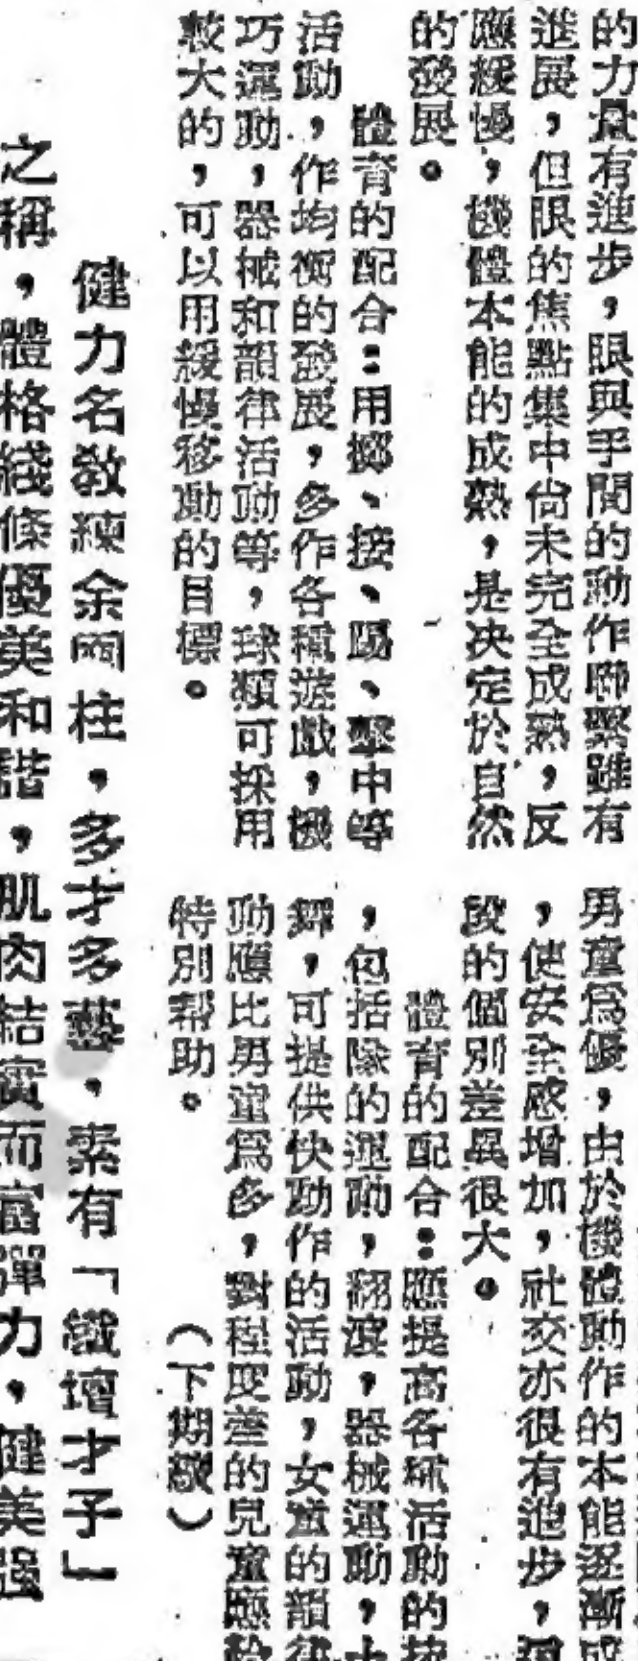 的力量有進步，眼與手間的動作聯繫雖有
進展，但眼的焦點集中尙未完全成熟，反
應緩慢，機體本能的成熟，是决定於自然
的發展。
體育的配合：用擲、接、踢、擊中等
活動，作均衡的發展，多作各種遊戲，機
巧運動，器械和韻律活動等，球類可採用
較大的，可以用緩慢移動的目標。
男童爲優，由於機體動作的本能逐漸成
，使安全感增加，社交亦很有進步，
段的個別差異很大。
體育的配合：應提高各種活動的技
，包括隊的運動，翻滾，器械運動，土
舞，可提供快動作的活動，女童的韻律
動應比男童爲多，對程度差的兒童應給
特別帮助。
（下期續）
健力名敎練余 柱，多才多藝，素有「鐵壇才子」
之稱，體格綫條優美和諧，肌肉結實而富彈力，健美强